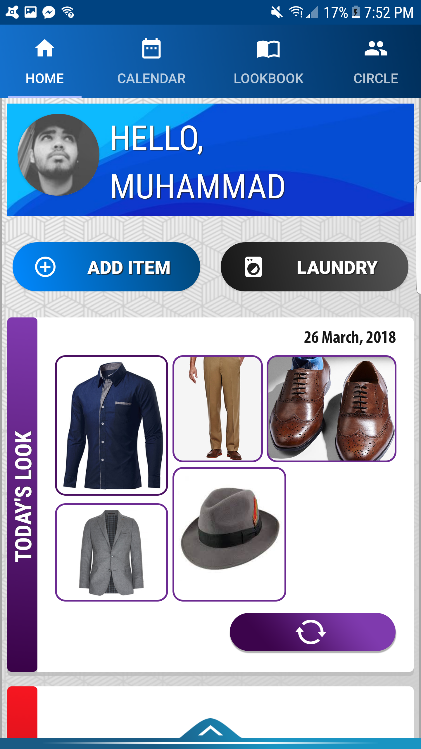 17% 7:52 PM
HOME CALENDAR LOOKBOOK CIRCLE
HELLO,
MUHAMMAD
ADD ITEM LAUNDRY
26 March, 2018
TODAY'S LOOK